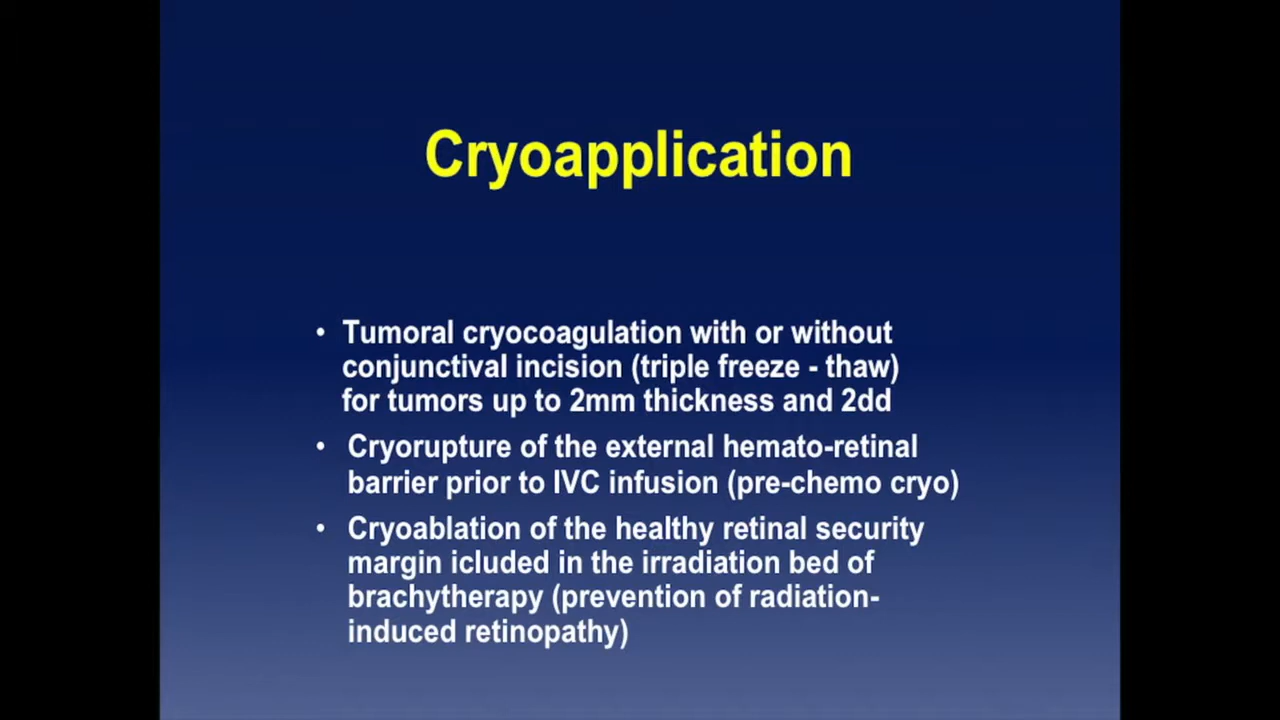 Cryoapplication
• Tumoral cryocoagulation with or without
conjunctival incision (triple freeze - thaw)
for tumors up to 2mm thickness and 2dd
• Cryorupture of the external hemato-retinal
barrier prior to IVC infusion (pre-chemo cryo)
• Cryoablation of the healthy retinal security
margin icluded in the irradiation bed of
brachytherapy (prevention of radiation-
induced retinopathy)